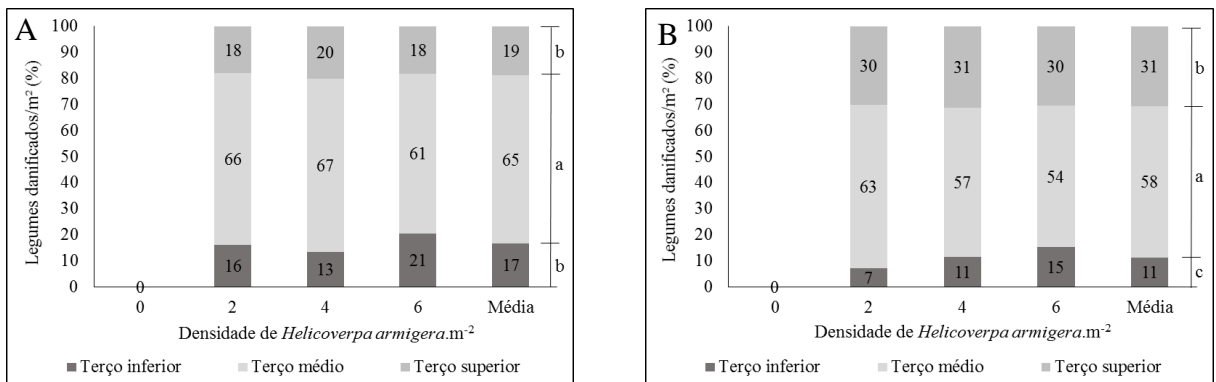 A
Legumes danificados/m² (%)
100
90
80
70
60
50
40
30
20
10
0
18 20 18 19
66 67 61 65
16 13 21 17
0
b
a
b
0 2 4 6 Média
Densidade de Helicoverpa armigera.m⁻²
Terço inferior Terço médio Terço superior
B
Legumes danificados/m² (%)
100
90
80
70
60
50
40
30
20
10
0
30 31 30 31
63 57 54 58
7 11 15 11
0
b
a
c
0 2 4 6 Média
Densidade de Helicoverpa armigera.m⁻²
Terço inferior Terço médio Terço superior